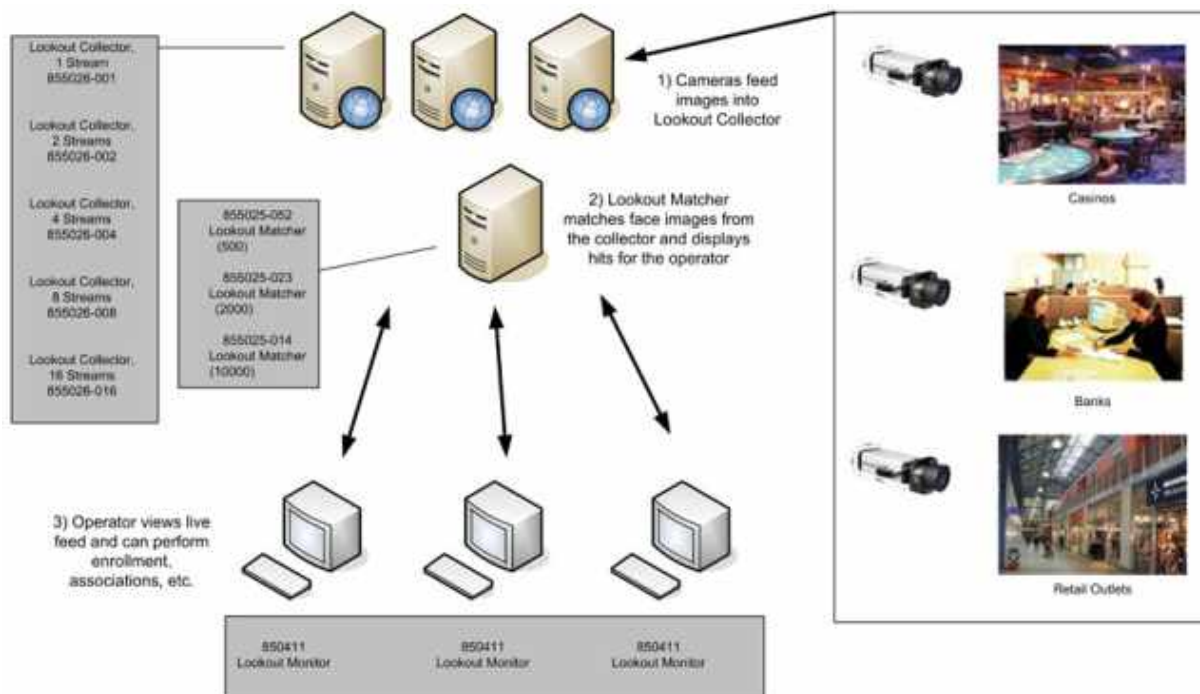 Lookout Collector,
1 Stream
855026-001
Lookout Collector,
2 Streams
855026-002
Lookout Collector,
4 Streams
855026-004
Lookout Collector,
8 Streams
855026-008
Lookout Collector,
16 Streams
855026-016
855025-052
Lookout Matcher
(500)
855025-023
Lookout Matcher
(2000)
855025-014
Lookout Matcher
(10000)
1) Cameras feed
images into
Lookout Collector
2) Lookout Matcher
matches face images from
the collector and displays
hits for the operator
3) Operator views live
feed and can perform
enrollment,
associations, etc.
850411
Lookout Monitor
850411
Lookout Monitor
850411
Lookout Monitor
Casinos
Banks
Retail Outlets